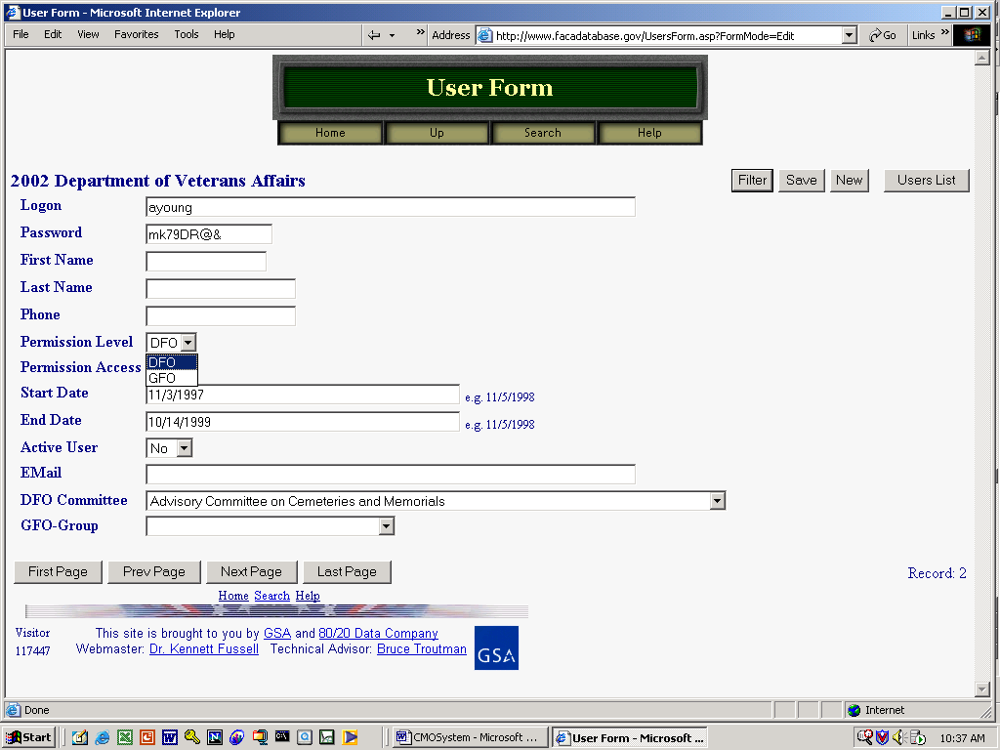 User Form - Microsoft Internet Explorer
File Edit View Favorites Tools Help » Address http://www.facadatabase.gov/UsersForm.asp?FormMode=Edit Go Links »
User Form
Home Up Search Help
2002 Department of Veterans Affairs Filter Save New Users List
Logon ayoung
Password mk79DR@&
First Name
Last Name
Phone
Permission Level DFO
DFO
Permission Access
GFO
Start Date 11/3/1997 e.g. 11/5/1998
End Date 10/14/1999 e.g. 11/5/1998
Active User No
EMail
DFO Committee Advisory Committee on Cemeteries and Memorials
GFO-Group
First Page Prev Page Next Page Last Page Record: 2
Home Search Help
Visitor This site is brought to you by GSA and 80/20 Data Company
117447 Webmaster: Dr. Kennett Fussell Technical Advisor: Bruce Troutman GSA
Done Internet
Start CMOSystem - Microsoft ... User Form - Microsoft ... 10:37 AM